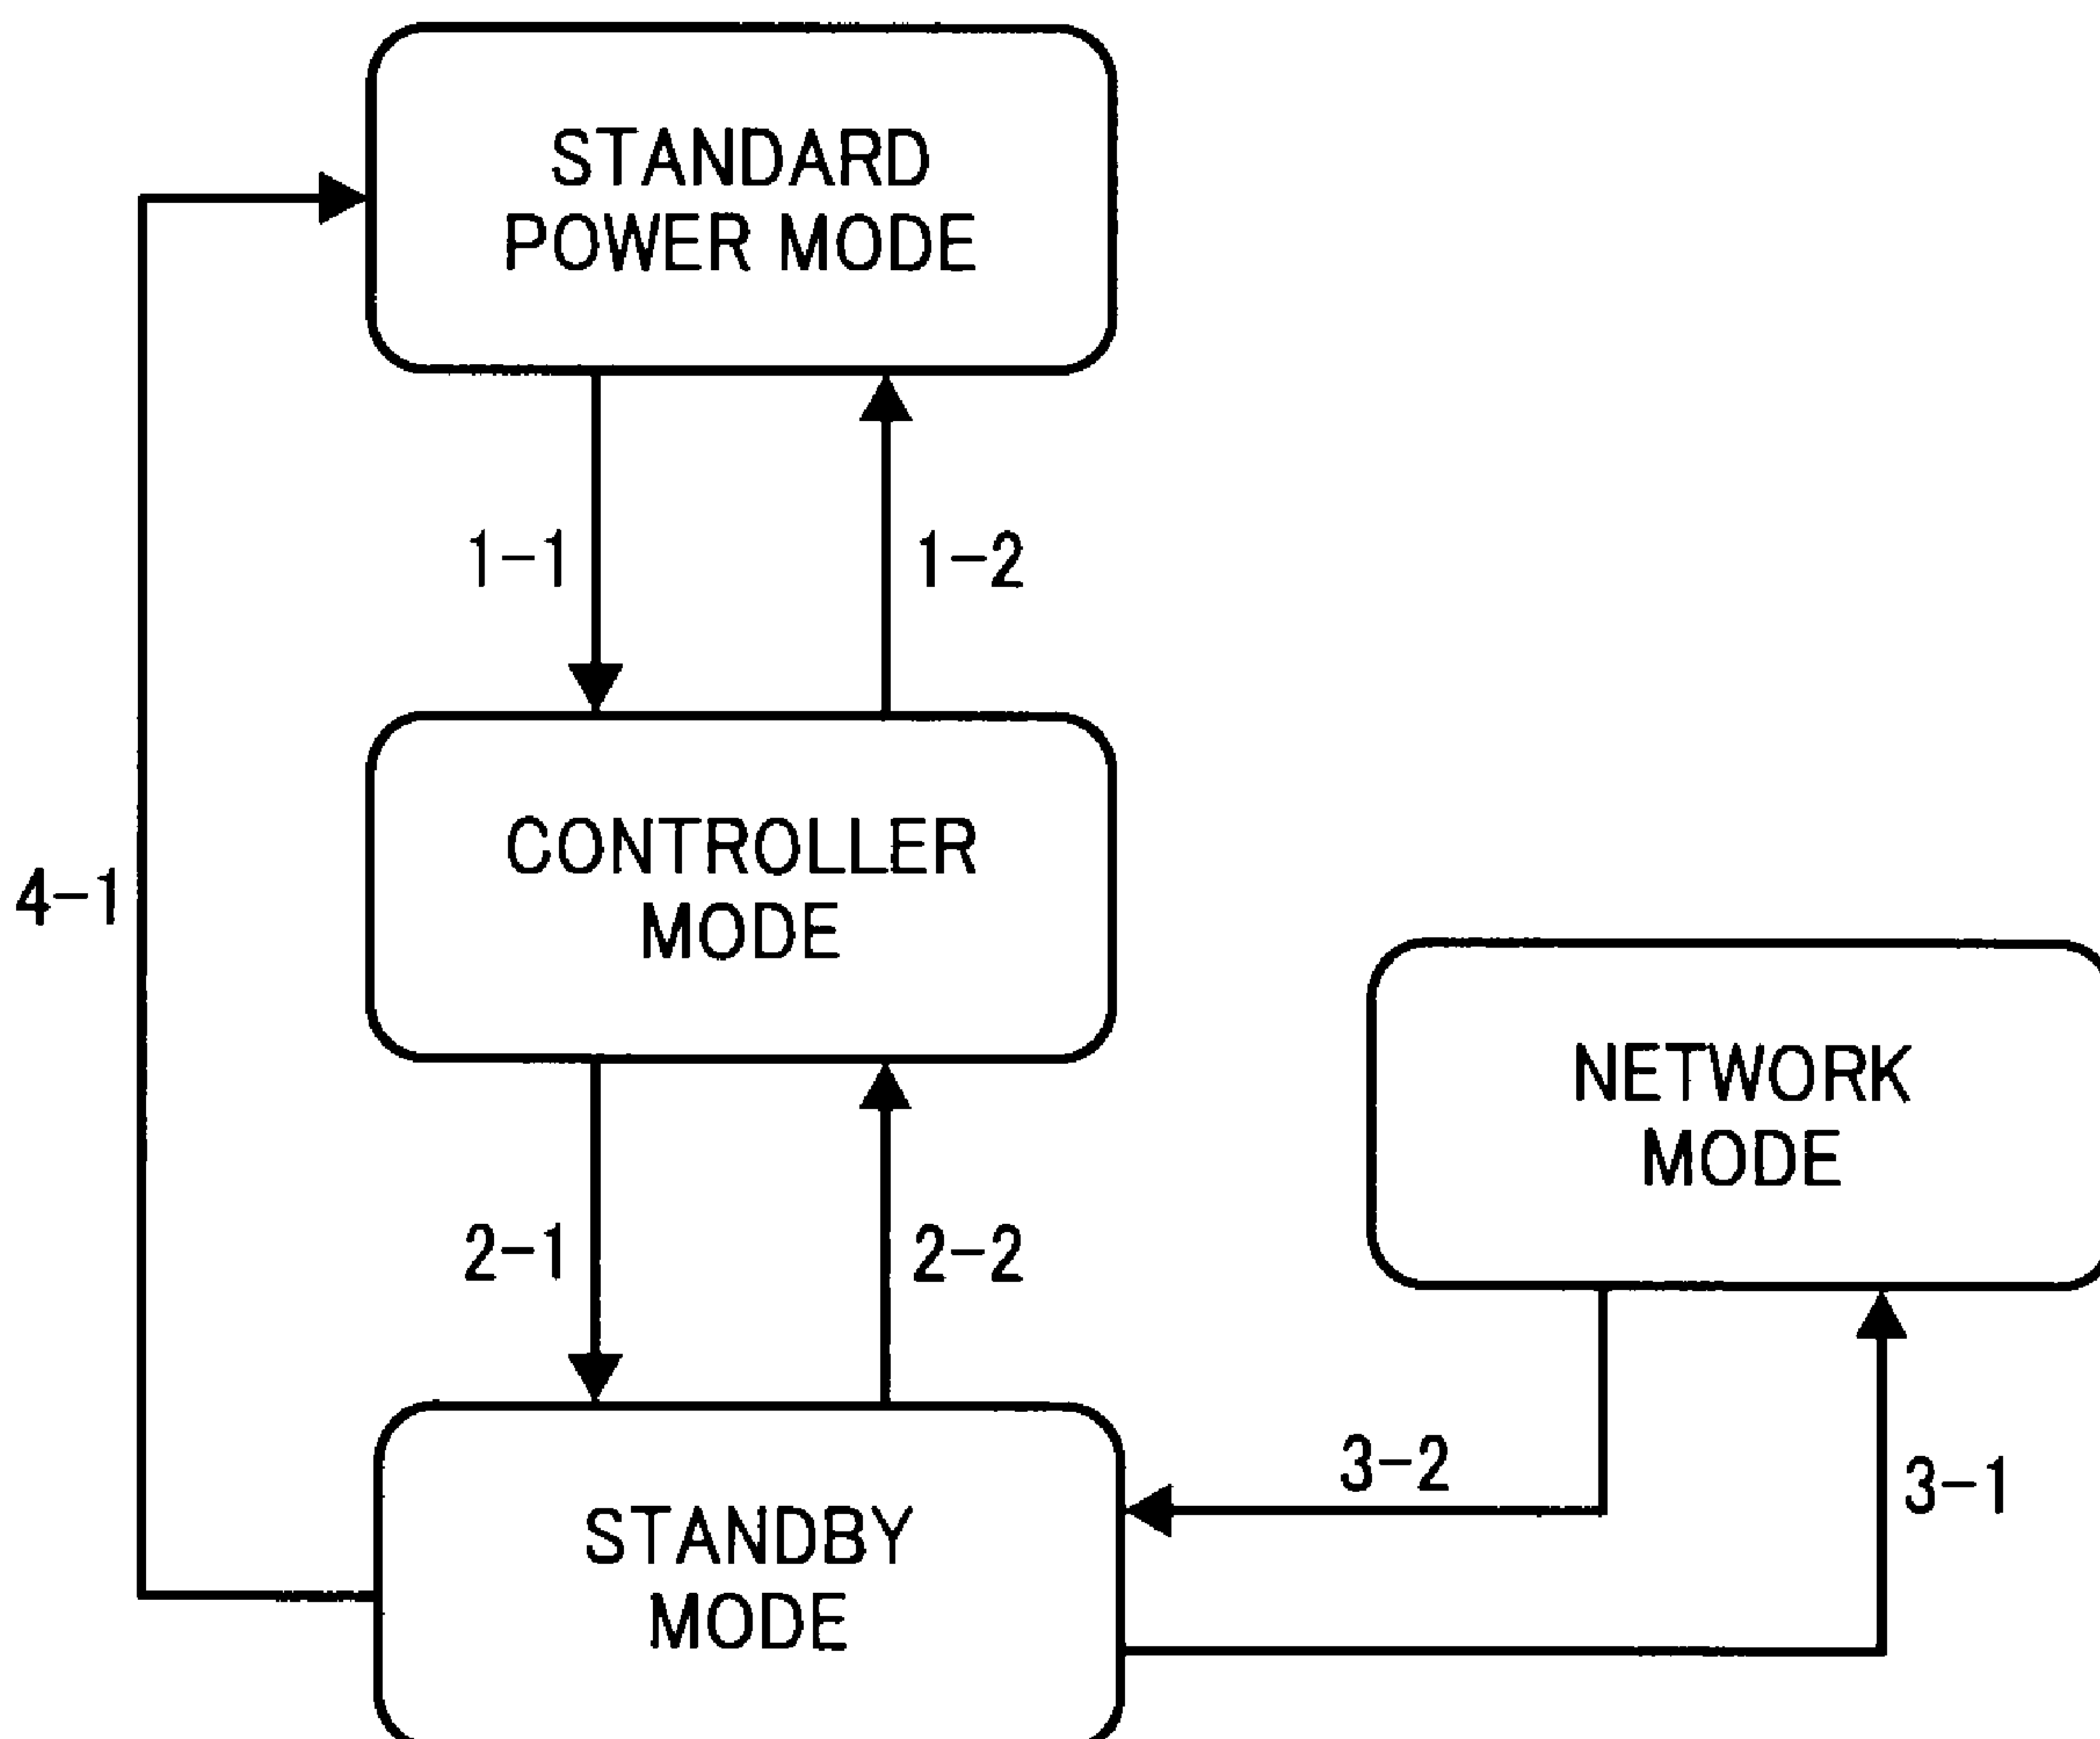 STANDARD
POWER MODE
1-1
1-2
CONTROLLER
MODE
4-1
NETWORK
MODE
2-1
2-2
3-2
3-1
STANDBY
MODE